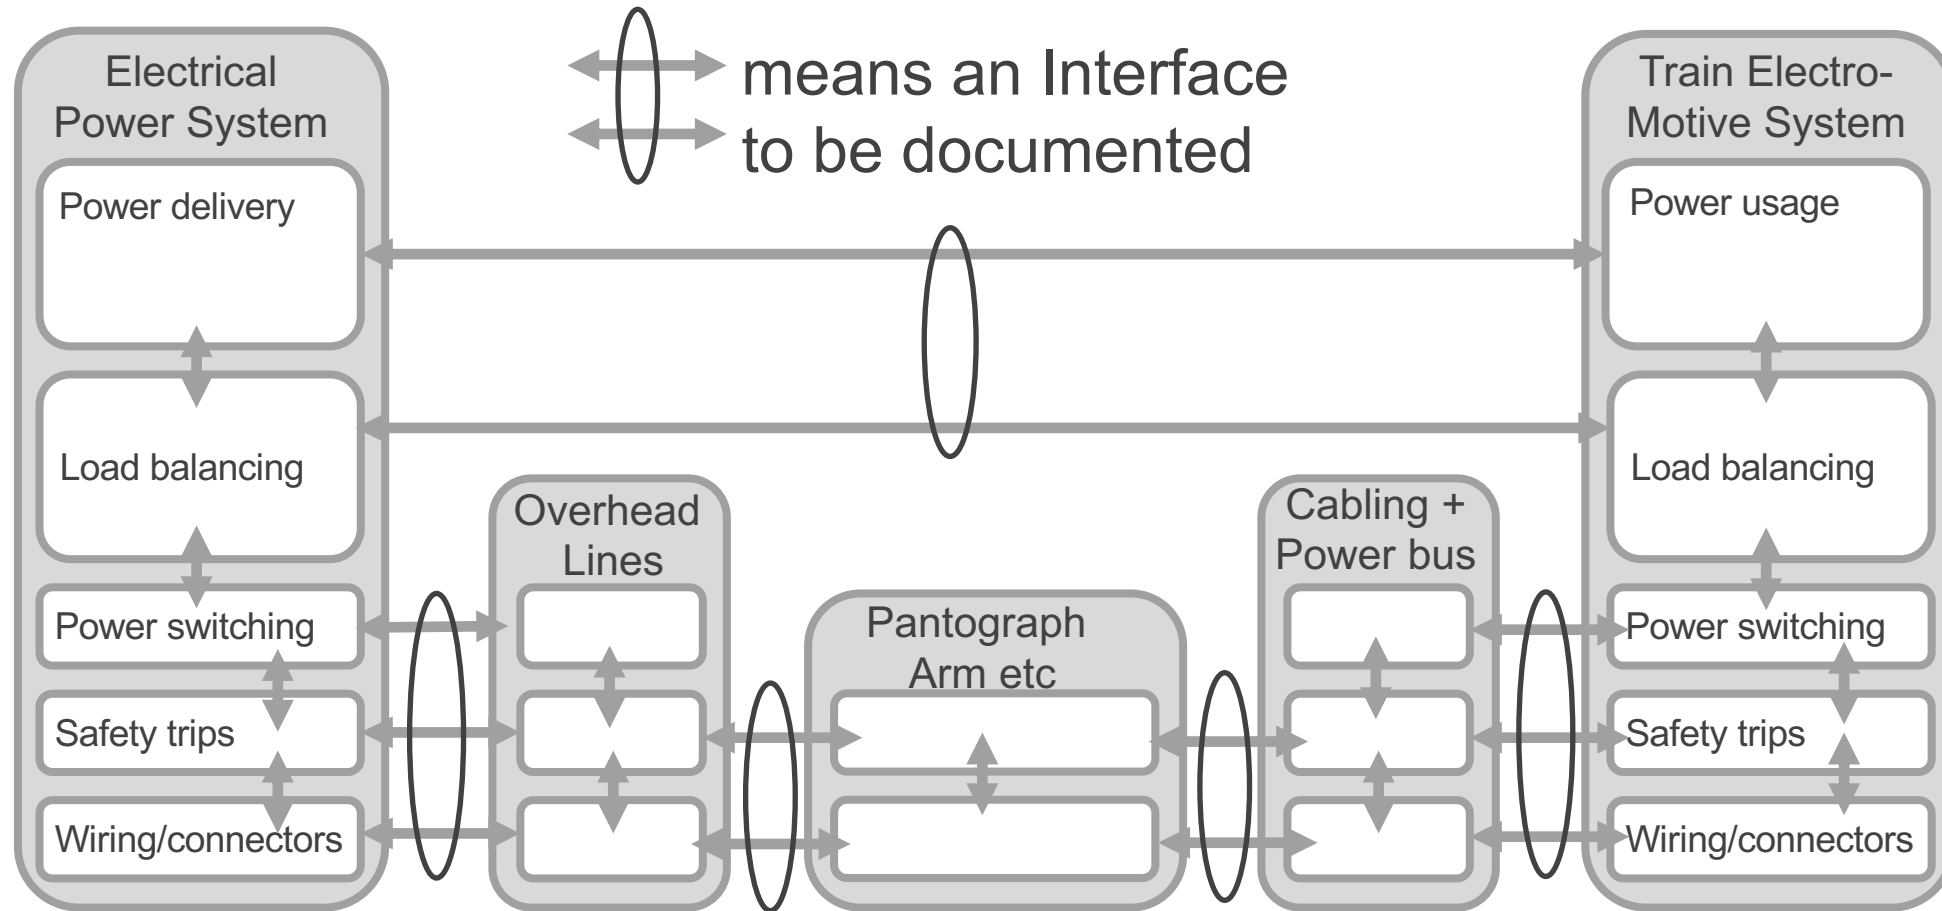 Electrical
Power System
Power delivery
Load balancing
Power switching
Safety trips
Wiring/connectors
means an Interface
to be documented
Overhead
Lines
Pantograph
Arm etc
Cabling +
Power bus
Train Electro-
Motive System
Power usage
Load balancing
Power switching
Safety trips
Wiring/connectors